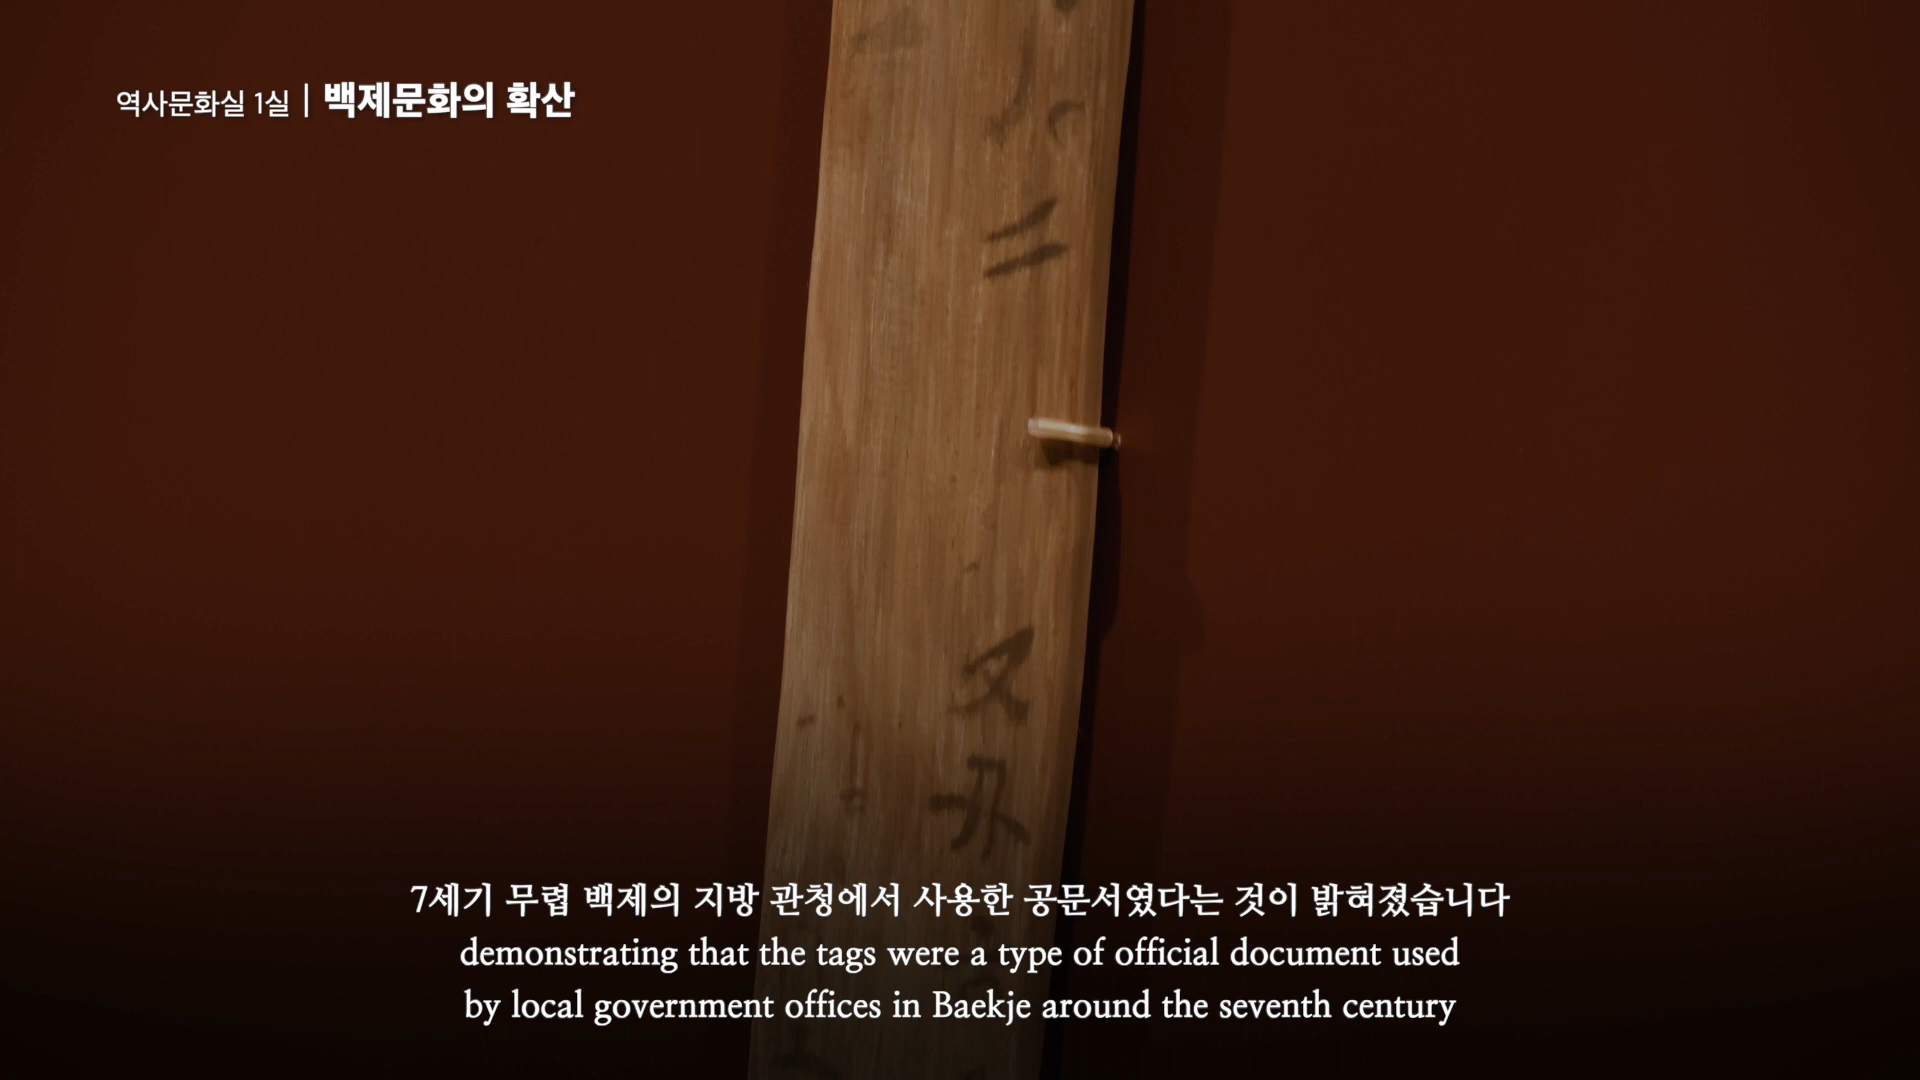 역사문화실 1실 | 백제문화의 확산
二
又
7세기 무렵 백제의 지방 관청에서 사용한 공문서였다는 것이 밝혀졌습니다
demonstrating that the tags were a type of official document used
by local government offices in Baekje around the seventh century